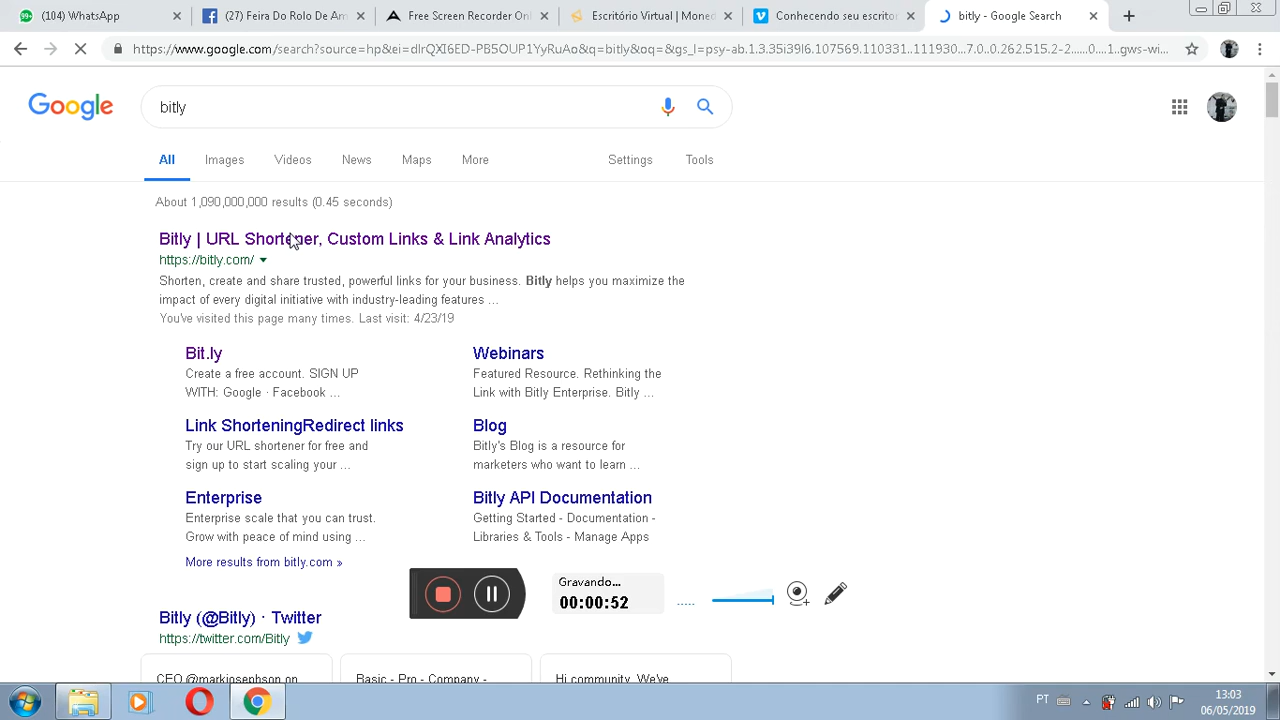 (10) WhatsApp
(27) Feira Do Rolo Do Am
Free Screen Recorder Onl
Escritório Virtual | Moned
Conhecendo seu escritor
bitly - Google Search
https://www.google.com/search?source=hp&ei=dlrQXI6ED-PB5OUP1YyRuAo&q=bitly&oq=&gs_l=psy-ab.1.3.35i39l6.107569.110331..111930...7.0..0.262.515.2-2......0....1..gws-wi...
Google
bitly
All
Images
Videos
News
Maps
More
Settings
Tools
About 1,090,000,000 results (0.45 seconds)
Bitly | URL Shortener, Custom Links & Link Analytics
https://bitly.com/
Shorten, create and share trusted, powerful links for your business. Bitly helps you maximize the
impact of every digital initiative with industry-leading features ...
You've visited this page many times. Last visit: 4/23/19
Bit.ly
Create a free account. SIGN UP
WITH: Google · Facebook ...
Webinars
Featured Resource. Rethinking the
Link with Bitly Enterprise. Bitly ...
Link ShorteningRedirect links
Try our URL shortener for free and
sign up to start scaling your ...
Blog
Bitly's Blog is a resource for
marketers who want to learn ...
Enterprise
Enterprise scale that you can trust.
Grow with peace of mind using ...
Bitly API Documentation
Getting Started - Documentation -
Libraries & Tools - Manage Apps
More results from bitly.com »
Gravando...
00:00:52
Bitly (@Bitly) · Twitter
https://twitter.com/Bitly
CEO @markjosephson on
Basic - Pro - Company -
Hi community. We've
PT
13:03
06/05/2019